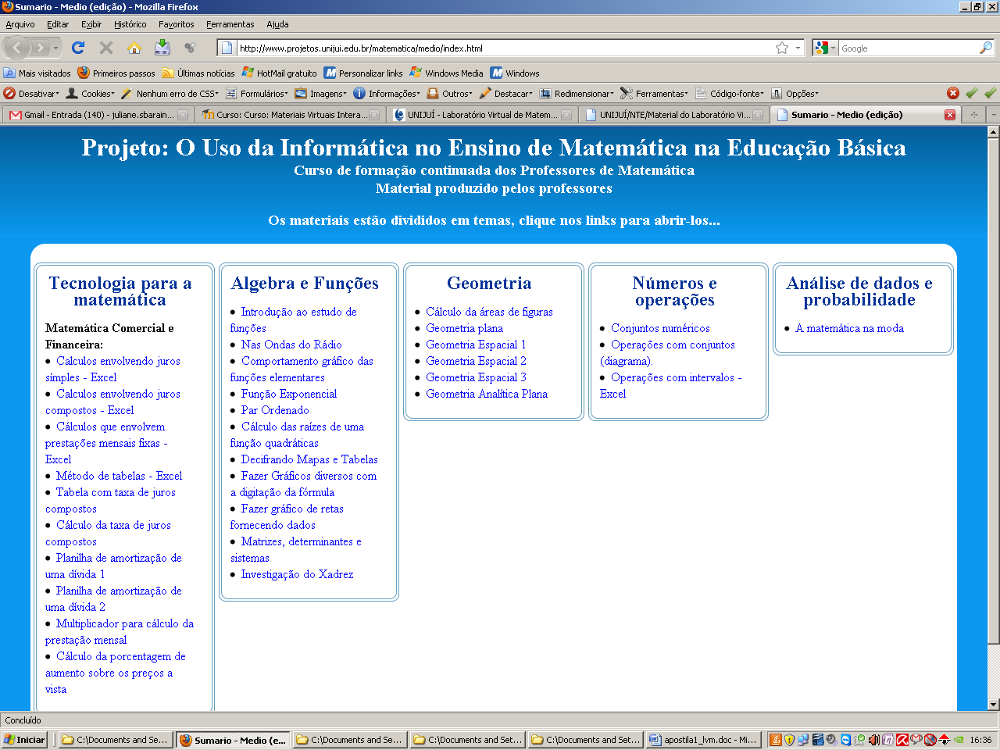 Sumario - Medio (edição) - Mozilla Firefox
Arquivo Editar Exibir Histórico Favoritos Ferramentas Ajuda
http://www.projetos.unijui.edu.br/matematica/medio/index.html
Google
Mais visitados Primeiros passos Últimas notícias HotMail gratuito Personalizar links Windows Media Windows
Desativar Cookies Nenhum erro de CSS Formulários Imagens Informações Outros Destacar Redimensionar Ferramentas Código-fonte Opções
Gmail - Entrada (140) - juliane.sbarain... Curso: Curso: Materiais Virtuais Intera... UNIJUÍ - Laboratório Virtual de Matem... UNIJUÍ/NTE/Material do Laboratório Vi... Sumario - Medio (edição)
Projeto: O Uso da Informática no Ensino de Matemática na Educação Básica
Curso de formação continuada dos Professores de Matemática
Material produzido pelos professores
Os materiais estão divididos em temas, clique nos links para abrir-los...
Tecnologia para a
matemática
Matemática Comercial e
Financeira:
• Calculos envolvendo juros
símples - Excel
• Calculos envolvendo juros
compostos - Excel
• Cálculos que envolvem
prestações mensais fixas -
Excel
• Método de tabelas - Excel
• Tabela com taxa de juros
compostos
• Cálculo da taxa de juros
compostos
• Planilha de amortização de
uma dívida 1
• Planilha de amortização de
uma dívida 2
• Multiplicador para cálculo da
prestação mensal
• Cálculo da porcentagem de
aumento sobre os preços a
vista
Algebra e Funções
• Introdução ao estudo de
funções
• Nas Ondas do Rádio
• Comportamento gráfico das
funções elementares
• Função Exponencial
• Par Ordenado
• Cálculo das raízes de uma
função quadráticas
• Decifrando Mapas e Tabelas
• Fazer Gráficos diversos com
a digitação da fórmula
• Fazer gráfico de retas
fornecendo dados
• Matrizes, determinantes e
sistemas
• Investigação do Xadrez
Geometria
• Cálculo da áreas de figuras
• Geometria plana
• Geometria Espacial 1
• Geometria Espacial 2
• Geometria Espacial 3
• Geometria Analítica Plana
Números e
operações
• Conjuntos numéricos
• Operações com conjuntos
(diagrama).
• Operações com intervalos -
Excel
Análise de dados e
probabilidade
• A matemática na moda
Concluído
Iniciar C:\Documents and Se... Sumario - Medio (e... C:\Documents and Se... C:\Documents and Set... C:\Documents and Set... apostila1_lvm.doc - Mi... 16:36